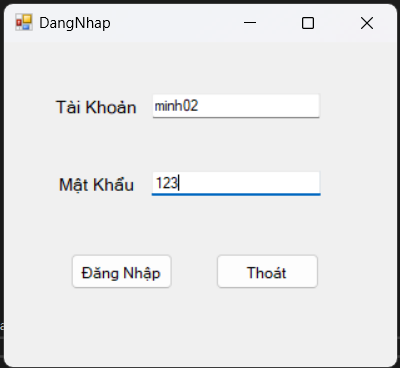 DangNhap
Tài Khoản minh02
Mật Khẩu 123
Đăng Nhập Thoát